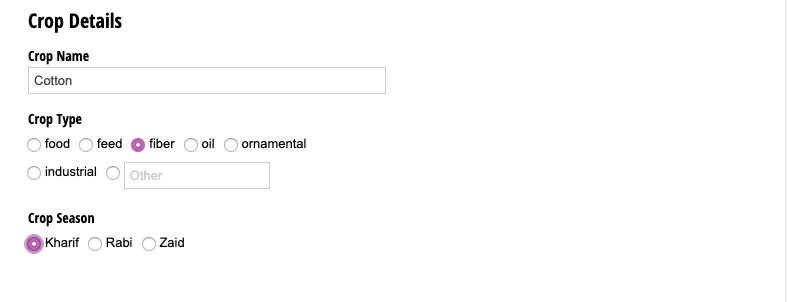 Crop Details
Crop Name
Cotton
Crop Type
food feed fiber oil ornamental
industrial Other
Crop Season
Kharif Rabi Zaid